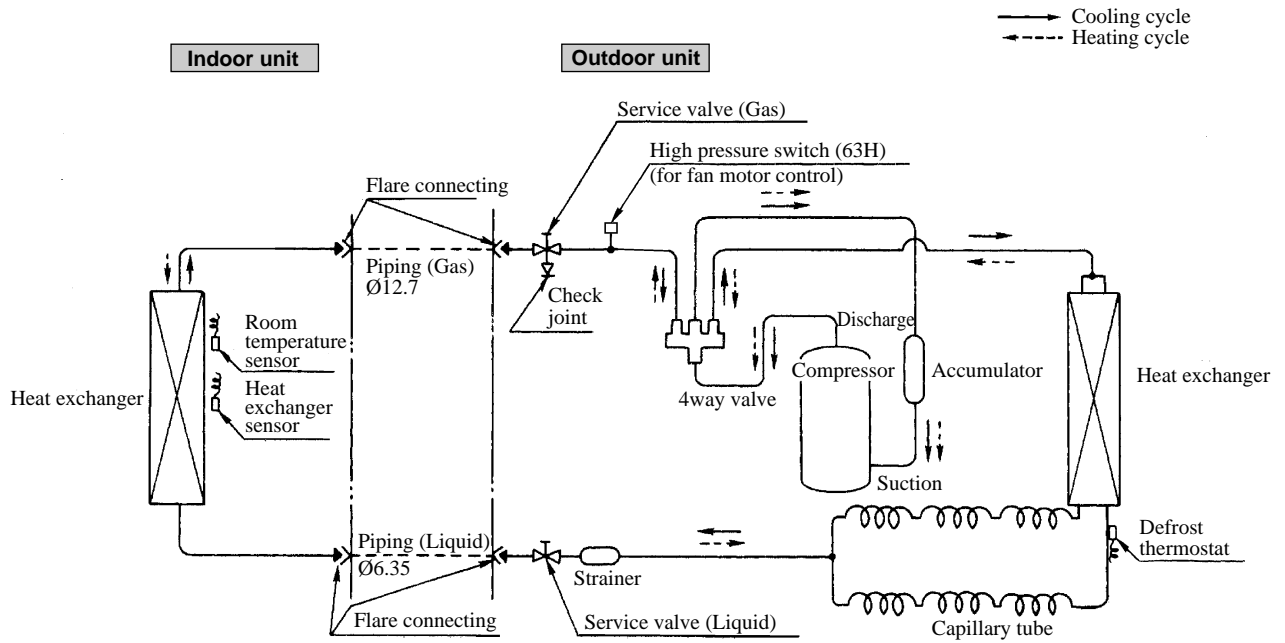 Cooling cycle
Heating cycle
Indoor unit
Outdoor unit
Service valve (Gas)
High pressure switch (63H)
(for fan motor control)
Flare connecting
Piping (Gas)
Ø12.7
Check
joint
Room
temperature
sensor
Heat
exchanger
sensor
Heat exchanger
Discharge
Compressor
Accumulator
4way valve
Heat exchanger
Suction
Piping (Liquid)
Ø6.35
Strainer
Defrost
thermostat
Flare connecting
Service valve (Liquid)
Capillary tube